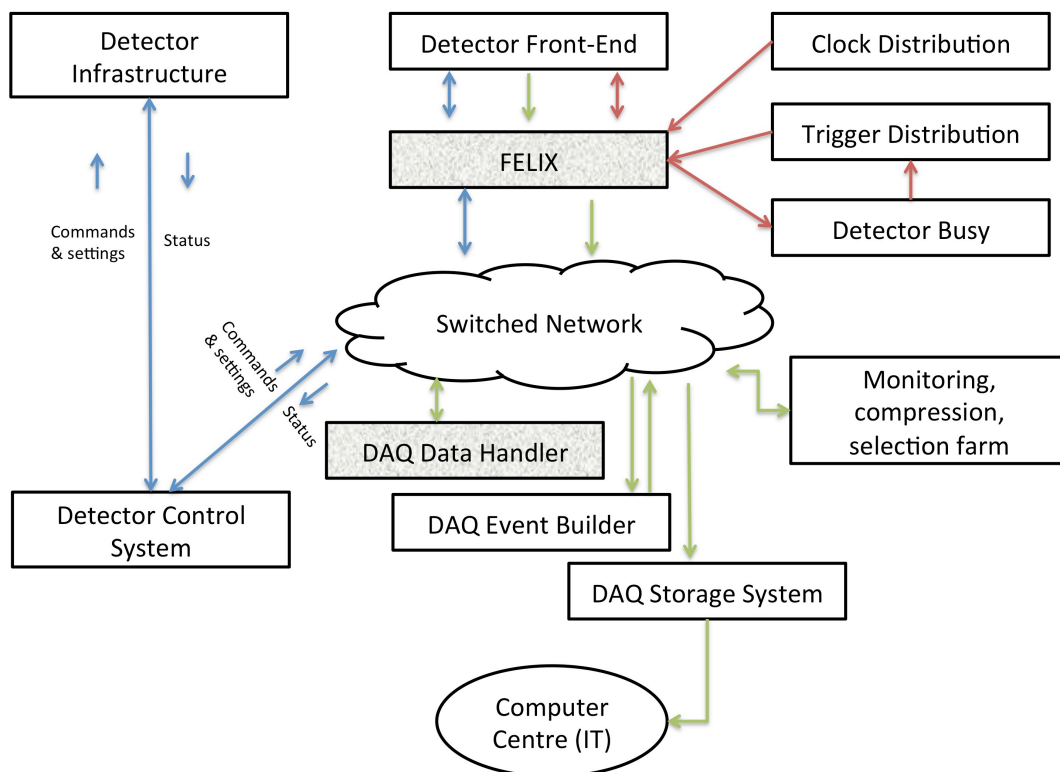 Detector
Infrastructure
Detector Front-End
Clock Distribution
Trigger Distribution
FELIX
Detector Busy
Commands
& settings
Status
Switched Network
Commands
& settings
Status
Monitoring,
compression,
selection farm
DAQ Data Handler
DAQ Event Builder
Detector Control
System
DAQ Storage System
Computer
Centre (IT)